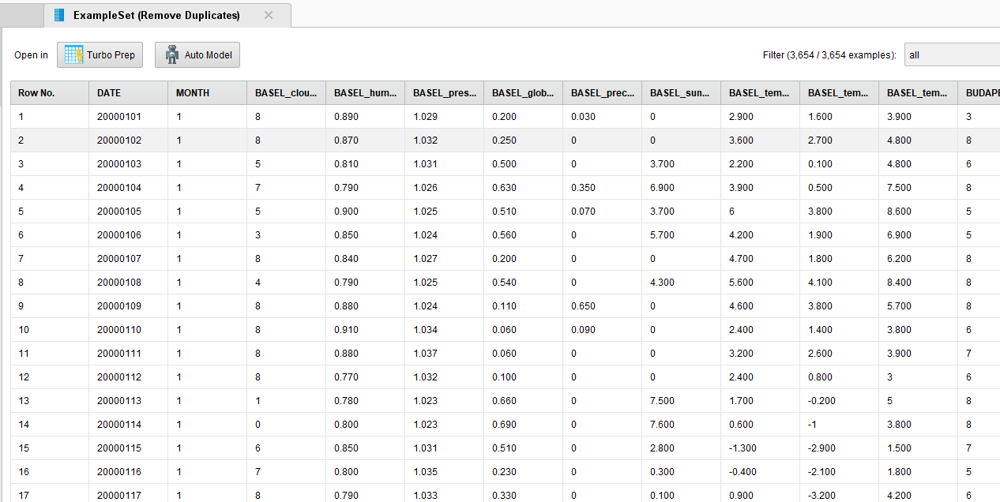 ExampleSet (Remove Duplicates)
Open in Turbo Prep Auto Model Filter (3,654 / 3,654 examples): all
Row No. DATE MONTH BASEL_clou... BASEL_hum... BASEL_pres... BASEL_glob... BASEL_prec... BASEL_sun... BASEL_tem... BASEL_tem... BASEL_tem... BUDAPE
1 20000101 1 8 0.890 1.029 0.200 0.030 0 2.900 1.600 3.900 3
2 20000102 1 8 0.870 1.032 0.250 0 0 3.600 2.700 4.800 8
3 20000103 1 5 0.810 1.031 0.500 0 3.700 2.200 0.100 4.800 6
4 20000104 1 7 0.790 1.026 0.630 0.350 6.900 3.900 0.500 7.500 8
5 20000105 1 5 0.900 1.025 0.510 0.070 3.700 6 3.800 8.600 5
6 20000106 1 3 0.850 1.024 0.560 0 5.700 4.200 1.900 6.900 5
7 20000107 1 8 0.840 1.027 0.200 0 0 4.700 1.800 6.200 8
8 20000108 1 4 0.790 1.025 0.540 0 4.300 5.600 4.100 8.400 8
9 20000109 1 8 0.880 1.024 0.110 0.650 0 4.600 3.800 5.700 8
10 20000110 1 8 0.910 1.034 0.060 0.090 0 2.400 1.400 3.800 6
11 20000111 1 8 0.880 1.037 0.060 0 0 3.200 2.600 3.900 7
12 20000112 1 8 0.770 1.032 0.100 0 0 2.400 0.800 3 6
13 20000113 1 1 0.780 1.023 0.660 0 7.500 1.700 -0.200 5 8
14 20000114 1 0 0.800 1.023 0.690 0 7.600 0.600 -1 3.800 8
15 20000115 1 6 0.850 1.031 0.510 0 2.800 -1.300 -2.900 1.500 7
16 20000116 1 7 0.800 1.035 0.230 0 0.300 -0.400 -2.100 1.800 5
17 20000117 1 8 0.790 1.033 0.330 0 0.100 0.900 -3.200 4.200 6